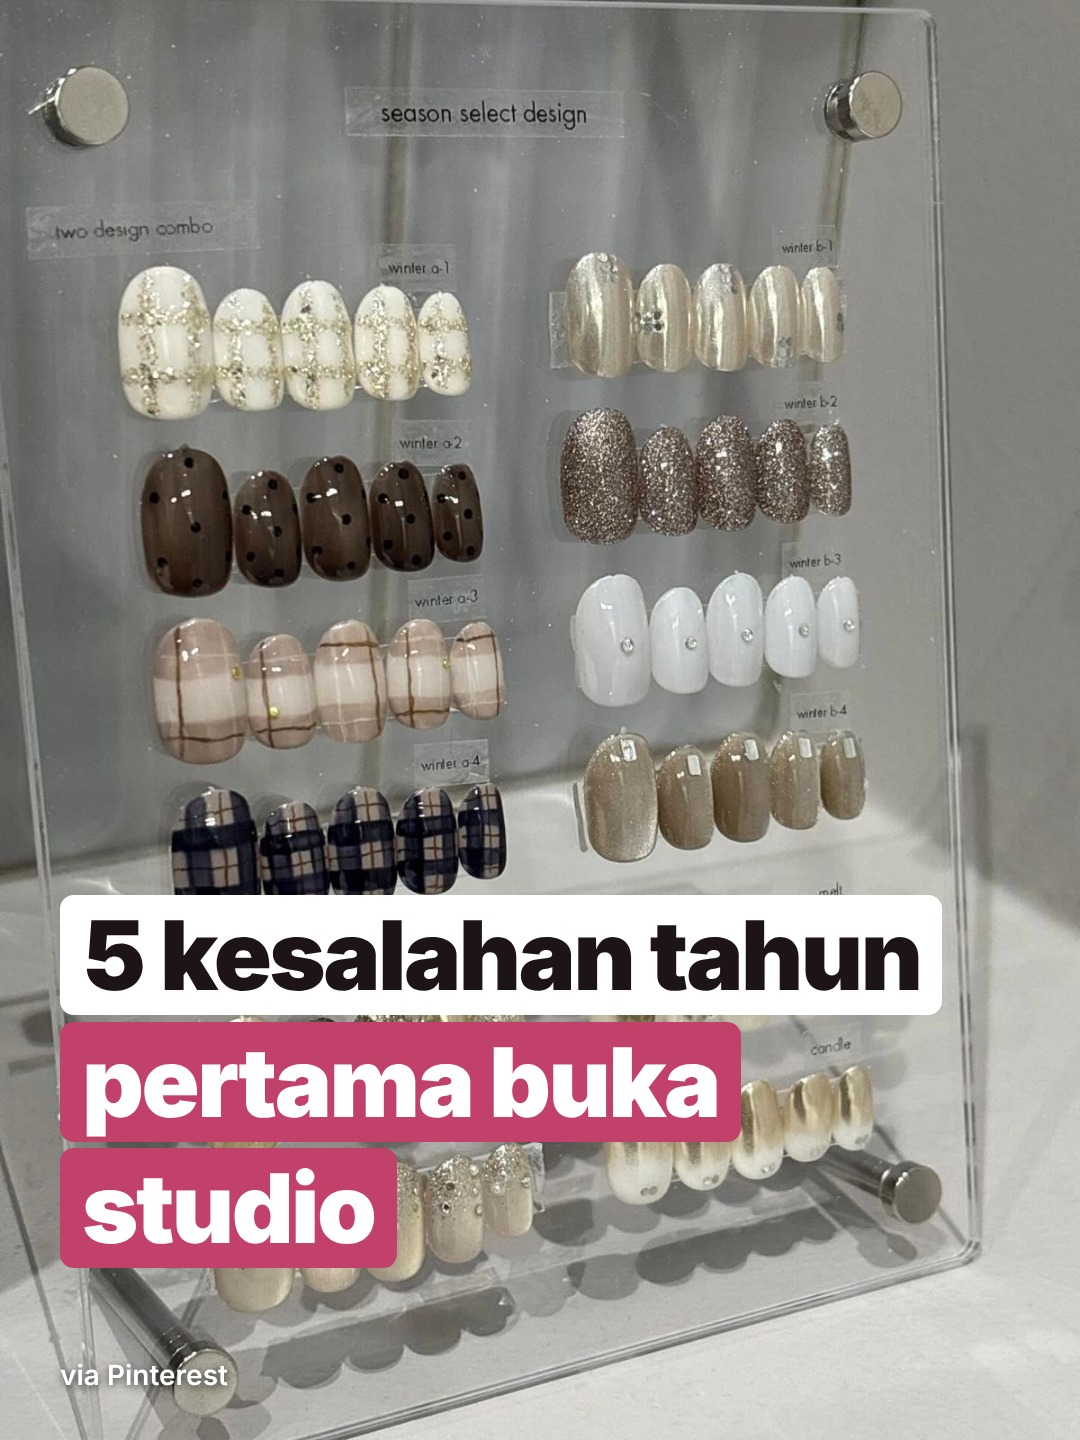 season select design
two design combo
winter a-1
winter b-1
winter a-2
winter b-2
winter a-3
winter b-3
winter a-4
winter b-4
melt
5 kesalahan tahun
pertama buka
studio
candle
via Pinterest